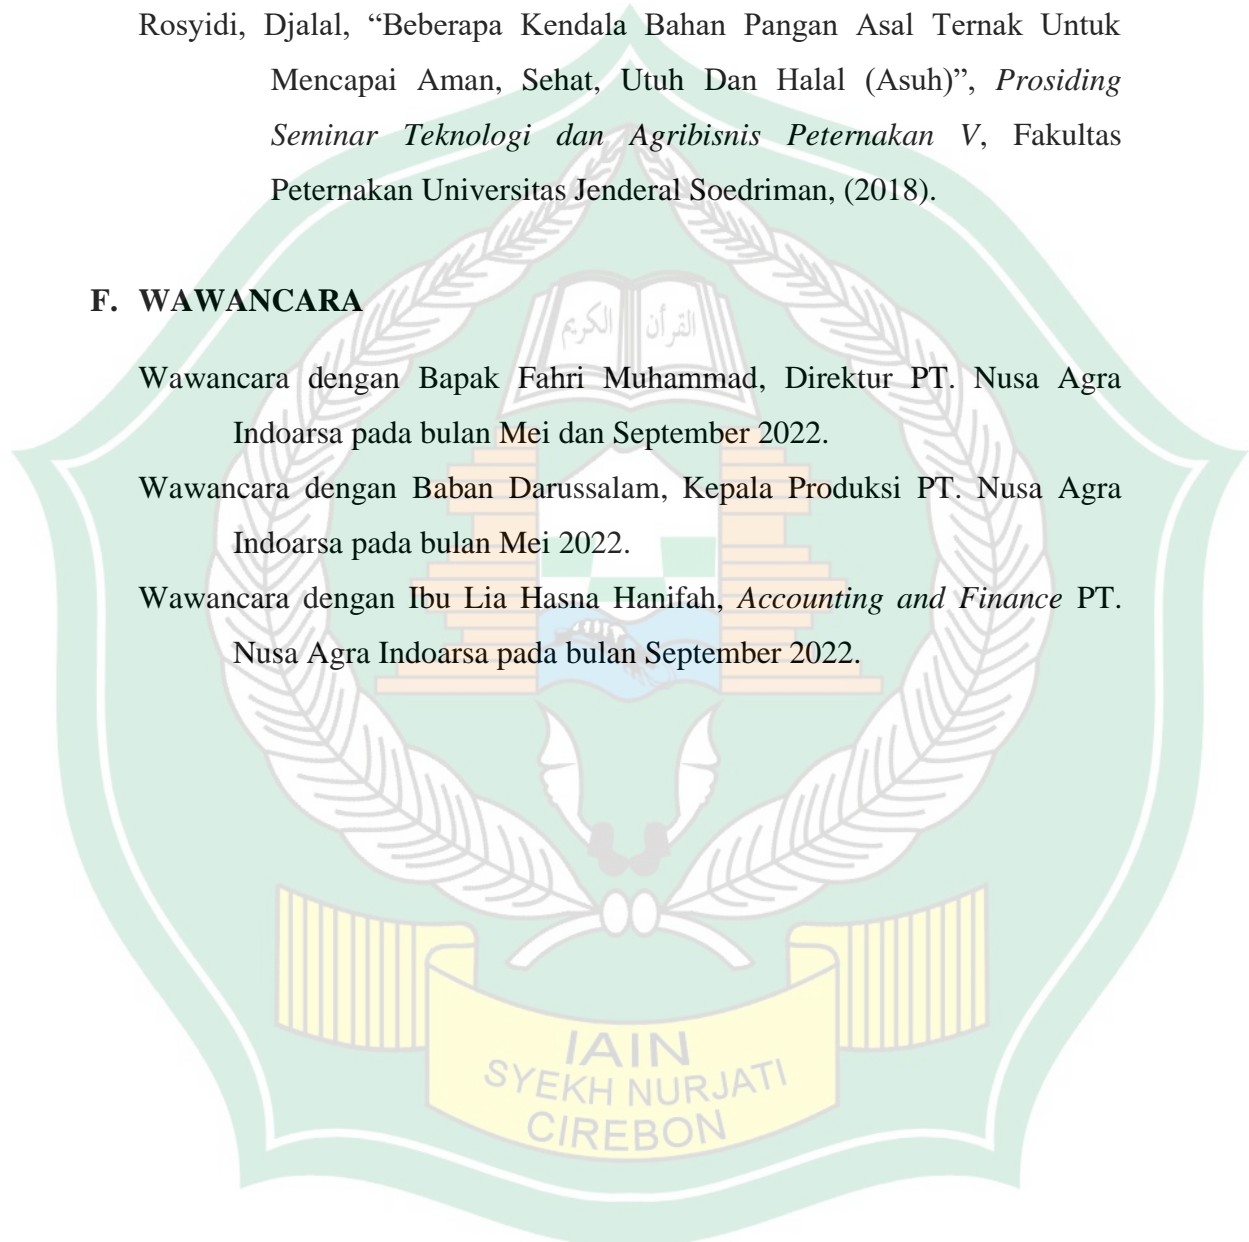 Rosyidi, Djalal, “Beberapa Kendala Bahan Pangan Asal Ternak Untuk
Mencapai Aman, Sehat, Utuh Dan Halal (Asuh)”, Prosiding
Seminar Teknologi dan Agribisnis Peternakan V, Fakultas
Peternakan Universitas Jenderal Soedriman, (2018).
F. WAWANCARA
القرأن الكريم
Wawancara dengan Bapak Fahri Muhammad, Direktur PT. Nusa Agra
Indoarsa pada bulan Mei dan September 2022.
Wawancara dengan Baban Darussalam, Kepala Produksi PT. Nusa Agra
Indoarsa pada bulan Mei 2022.
Wawancara dengan Ibu Lia Hasna Hanifah, Accounting and Finance PT.
Nusa Agra Indoarsa pada bulan September 2022.
IAIN
SYEKH NURJATI
CIREBON